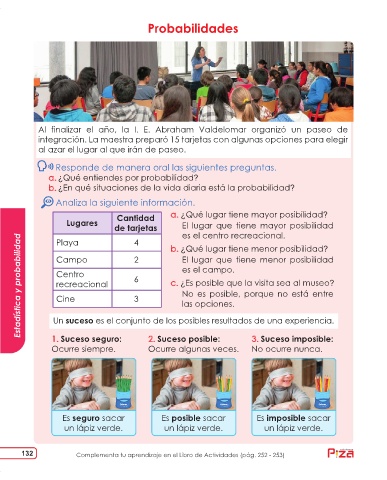 Probabilidades
Al finalizar el año, la I. E. Abraham Valdelomar organizó un paseo de
integración. La maestra preparó 15 tarjetas con algunas opciones para elegir
al azar el lugar al que irán de paseo.
Responde de manera oral las siguientes preguntas.
a. ¿Qué entiendes por probabilidad?
b. ¿En qué situaciones de la vida diaria está la probabilidad?
Analiza la siguiente información.
Lugares Cantidad
de tarjetas
Playa 4
Campo 2
Centro
recreacional 6
Cine 3
a. ¿Qué lugar tiene mayor posibilidad?
El lugar que tiene mayor posibilidad
es el centro recreacional.
b. ¿Qué lugar tiene menor posibilidad?
El lugar que tiene menor posibilidad
es el campo.
c. ¿Es posible que la visita sea al museo?
No es posible, porque no está entre
las opciones.
Un suceso es el conjunto de los posibles resultados de una experiencia.
1. Suceso seguro:
Ocurre siempre.
2. Suceso posible:
Ocurre algunas veces.
3. Suceso imposible:
No ocurre nunca.
Es seguro sacar
un lápiz verde.
Es posible sacar
un lápiz verde.
Es imposible sacar
un lápiz verde.
Estadística y probabilidad
132
Complementa tu aprendizaje en el Libro de Actividades (pág. 252 - 253)